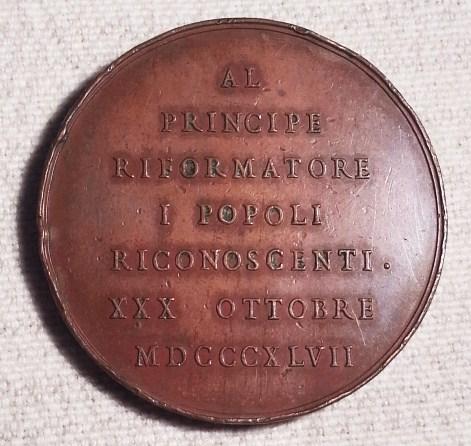 AL
PRINCIPE
RIFORMATORE
I POPOLI
RICONOSCENTI.
XXX OTTOBRE
MDCCCXLVII